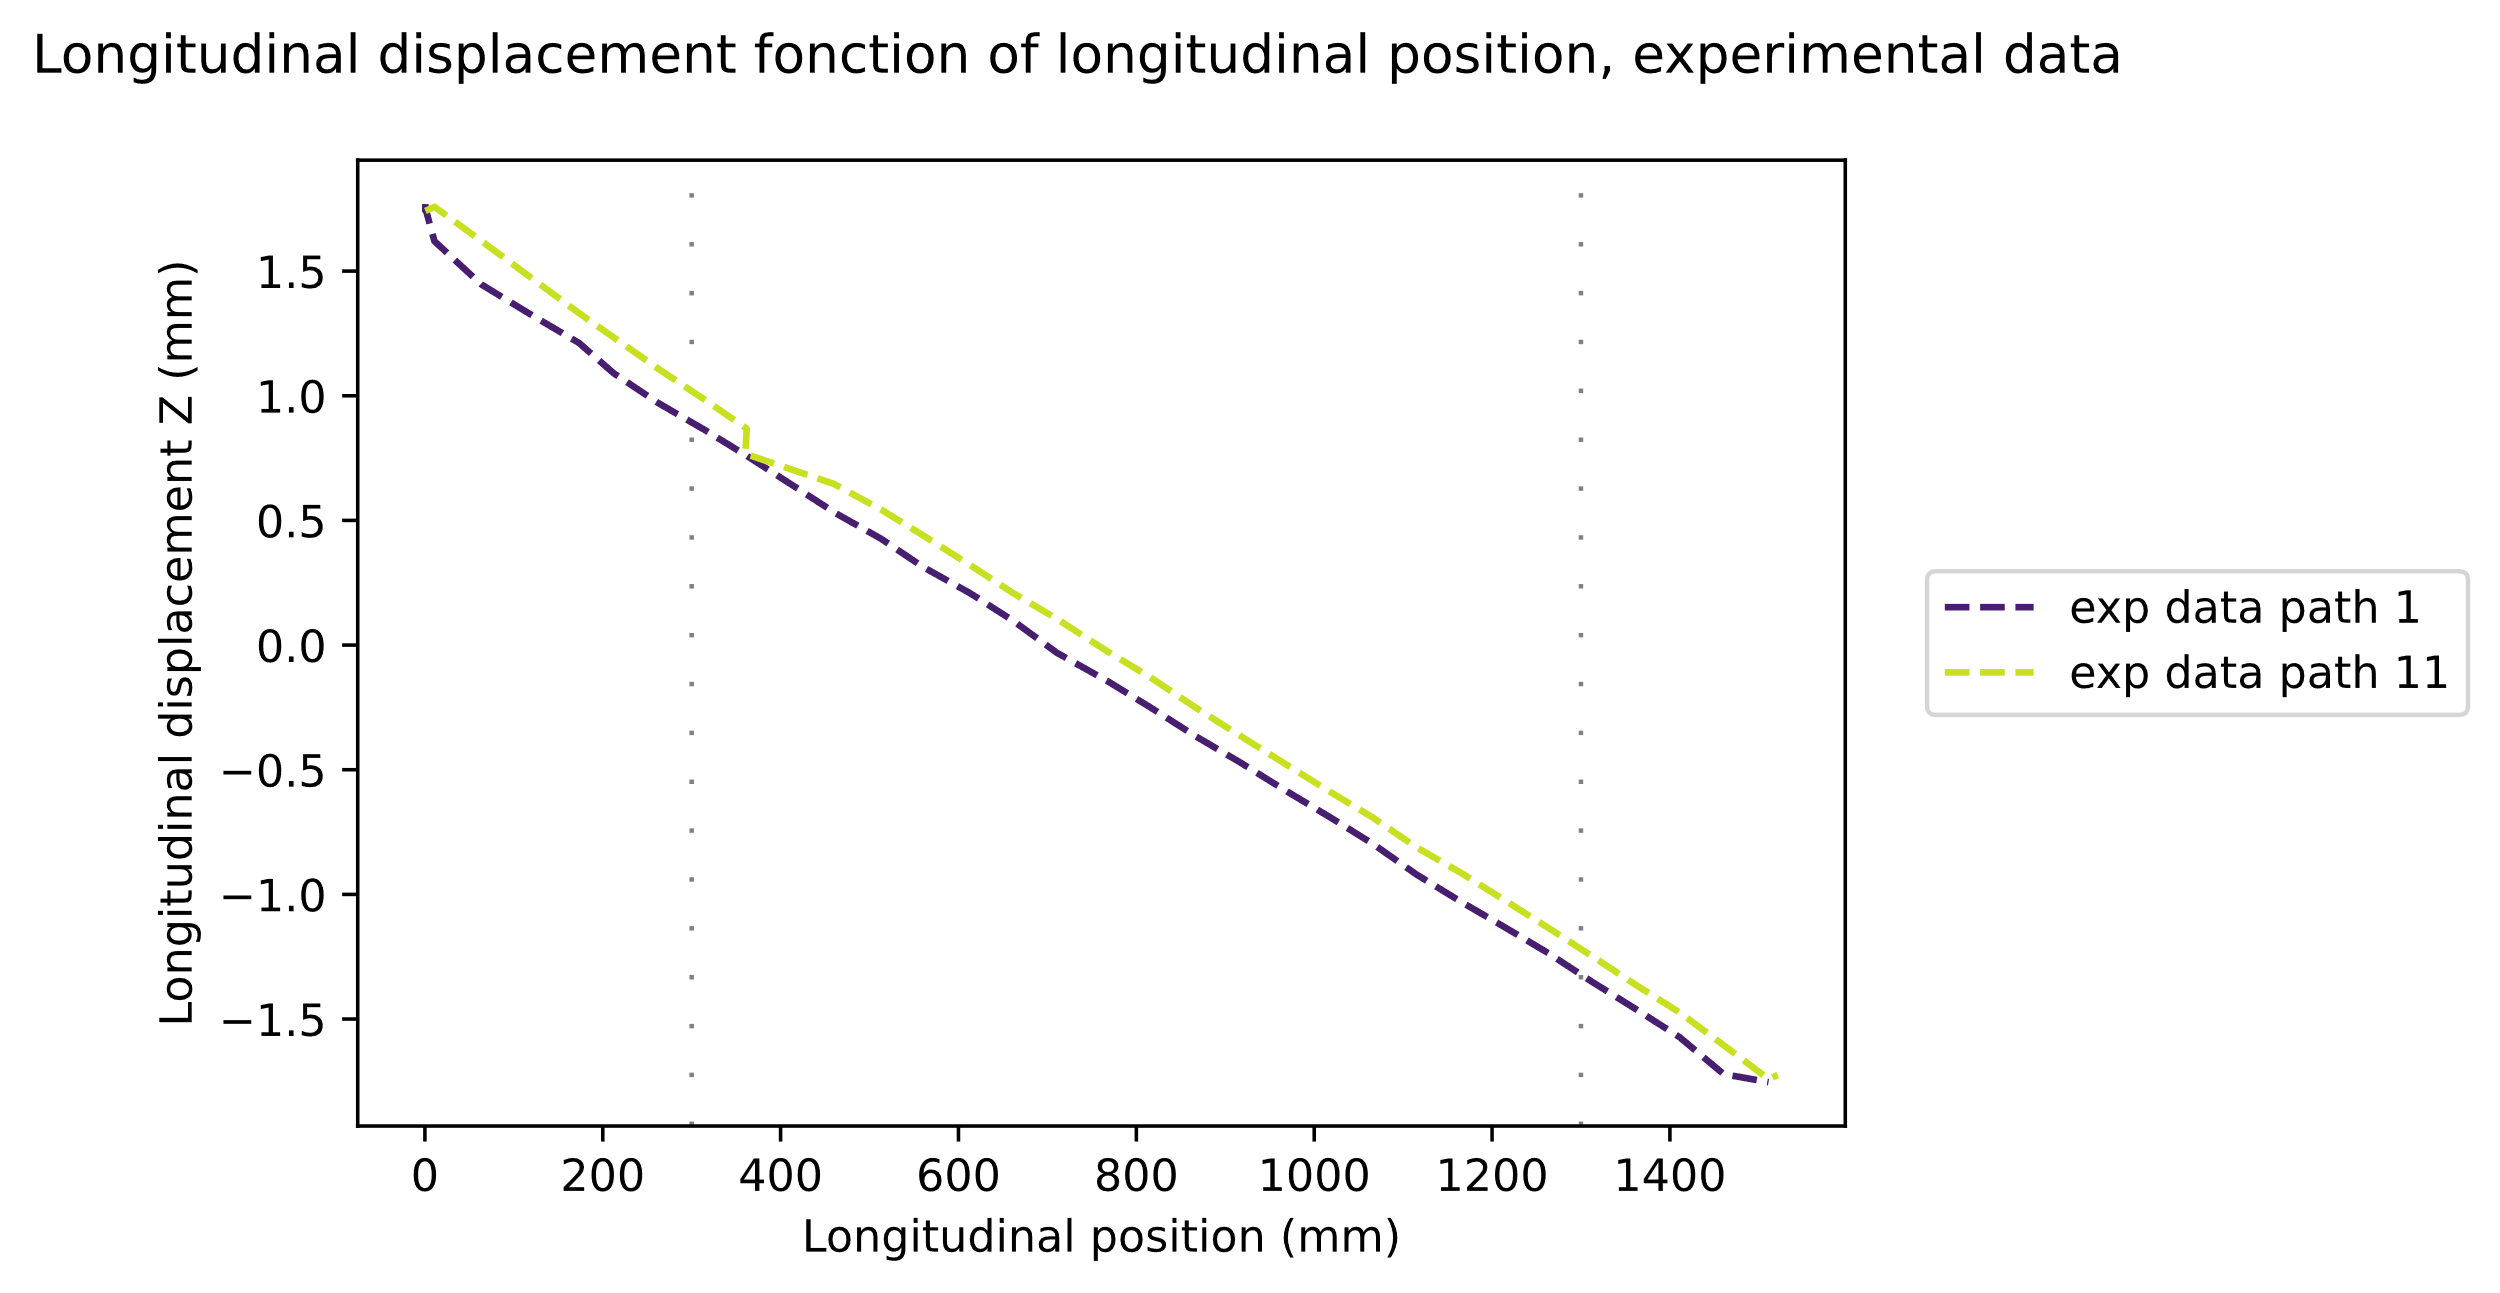 Longitudinal displacement fonction of longitudinal position, experimental data
Longitudinal displacement Z (mm)
1.5
1.0
0.5
0.0
−0.5
−1.0
−1.5
0 200 400 600 800 1000 1200 1400
Longitudinal position (mm)
exp data path 1
exp data path 11